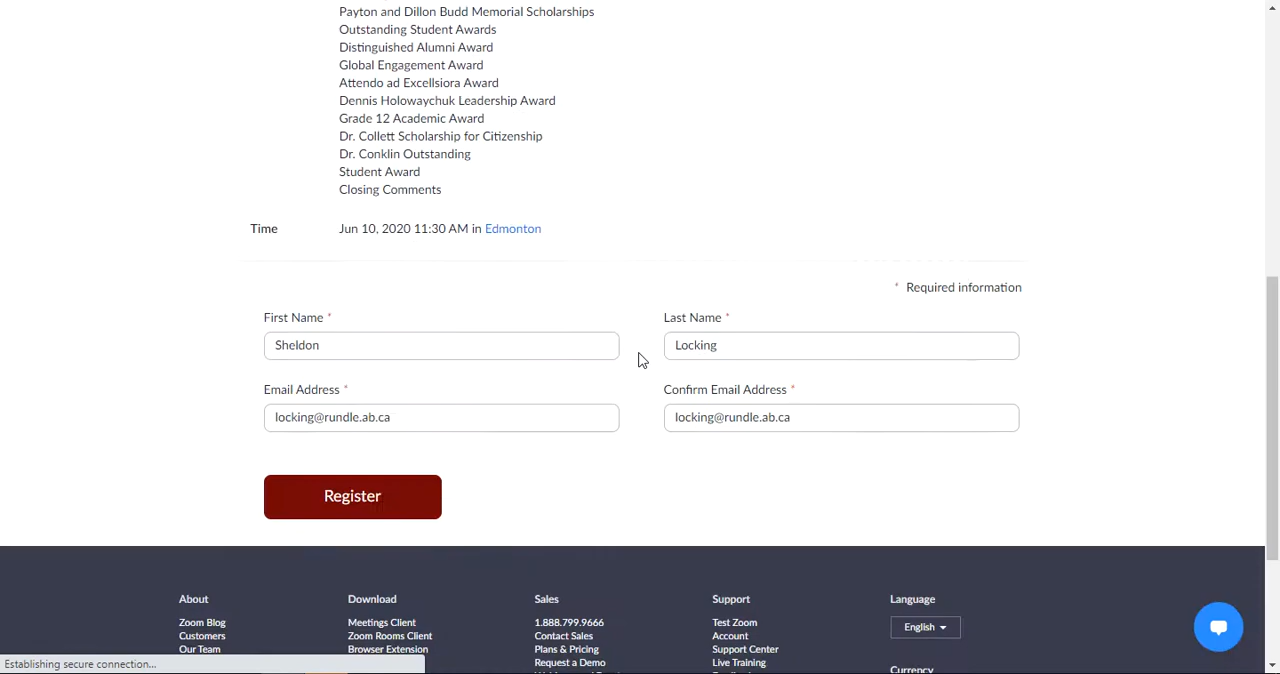 Payton and Dillon Budd Memorial Scholarships
Outstanding Student Awards
Distinguished Alumni Award
Global Engagement Award
Attendo ad Excellsiora Award
Dennis Holowaychuk Leadership Award
Grade 12 Academic Award
Dr. Collett Scholarship for Citizenship
Dr. Conklin Outstanding
Student Award
Closing Comments
Time Jun 10, 2020 11:30 AM in Edmonton
* Required information
First Name * Last Name *
Sheldon Locking
Email Address * Confirm Email Address *
locking@rundle.ab.ca locking@rundle.ab.ca
Register
About Download Sales Support Language
Zoom Blog Meetings Client 1.888.799.9666 Test Zoom English
Customers Zoom Rooms Client Contact Sales Account
Our Team Browser Extension Plans & Pricing Support Center
Establishing secure connection... Request a Demo Live Training Currency